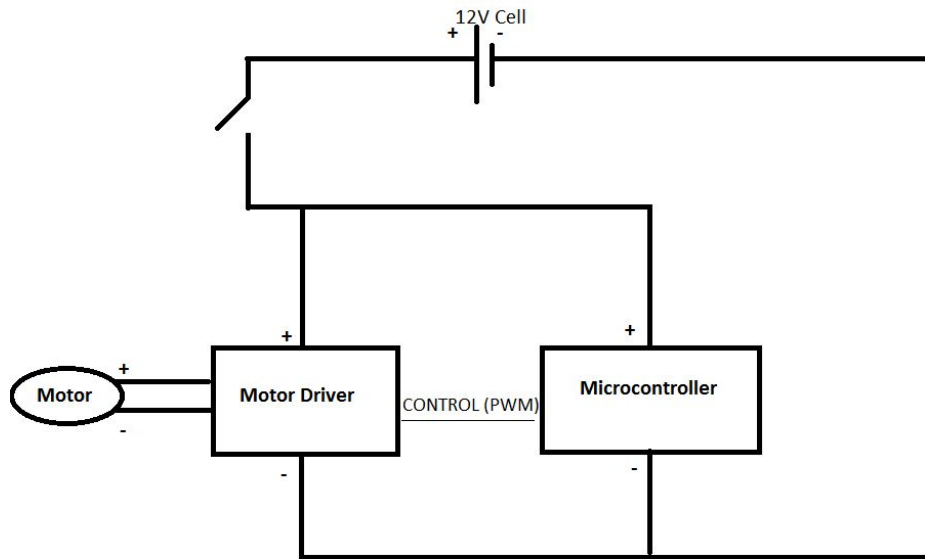 12V Cell
+ -
+ +
+
Motor Driver
Microcontroller
Motor
CONTROL (PWM)
-
- -